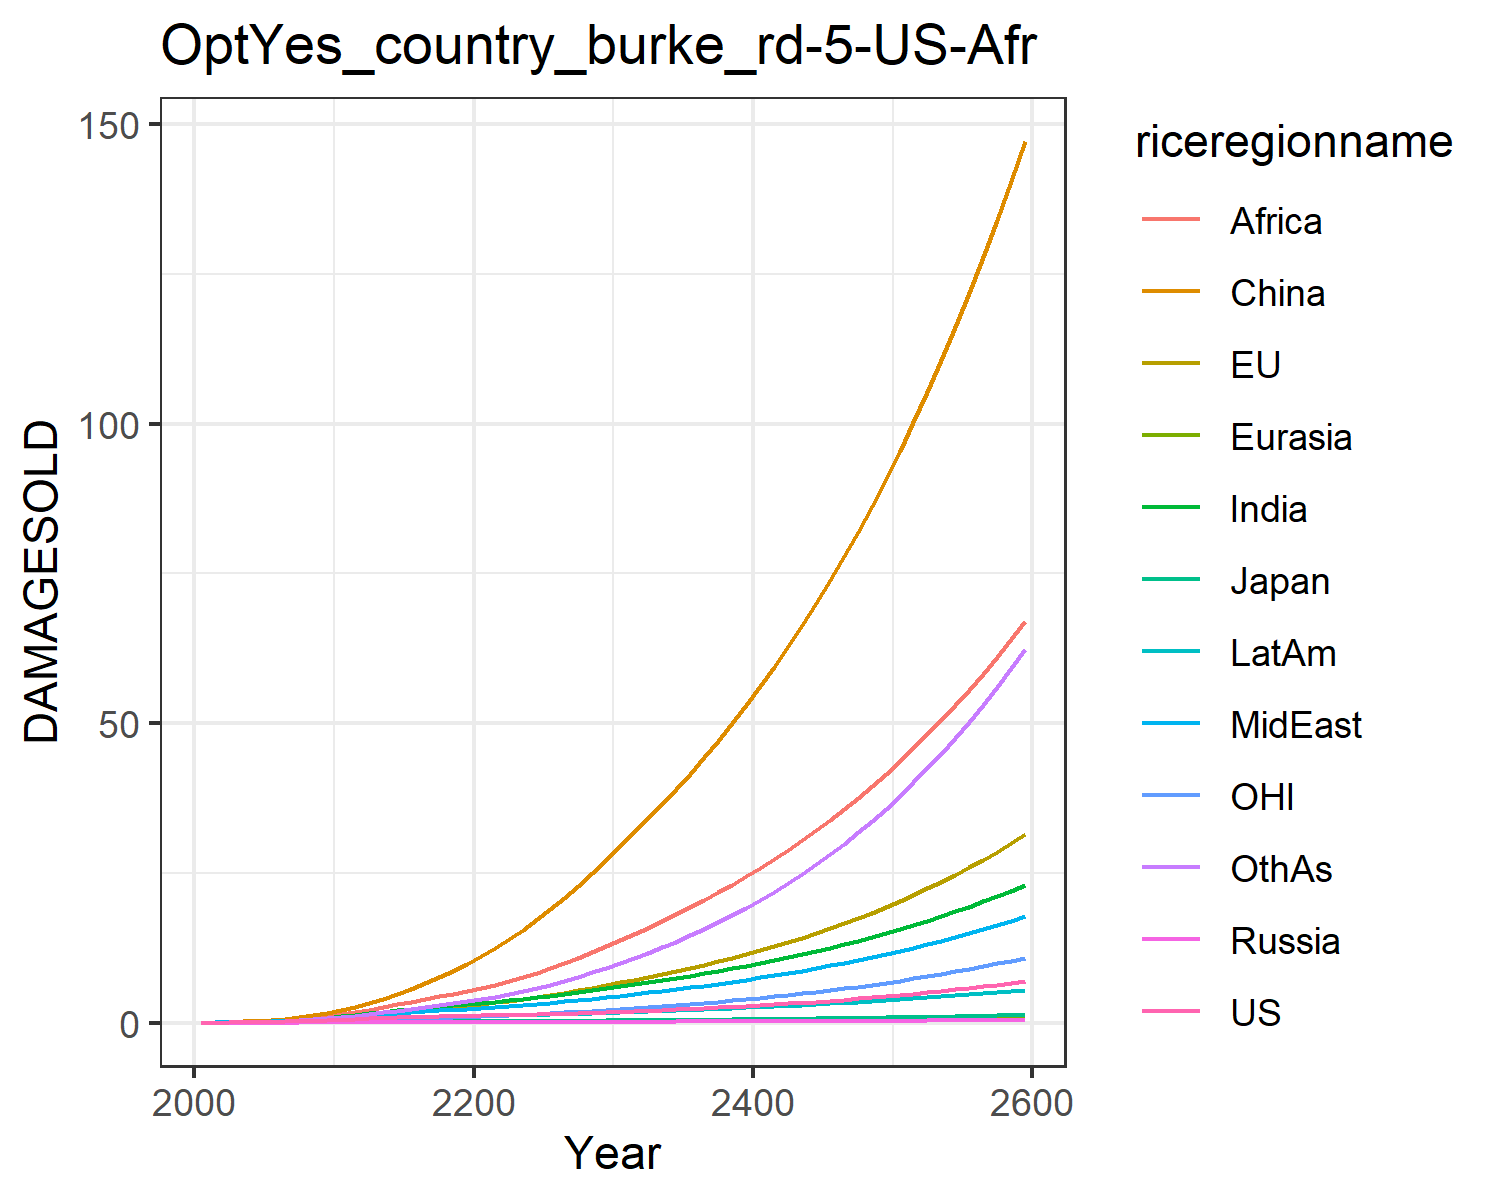 OptYes_country_burke_rd-5-US-Afr
150
100
50
0
DAMAGESOLD
2000 2200 2400 2600
Year
riceregionname
Africa
China
EU
Eurasia
India
Japan
LatAm
MidEast
OHI
OthAs
Russia
US